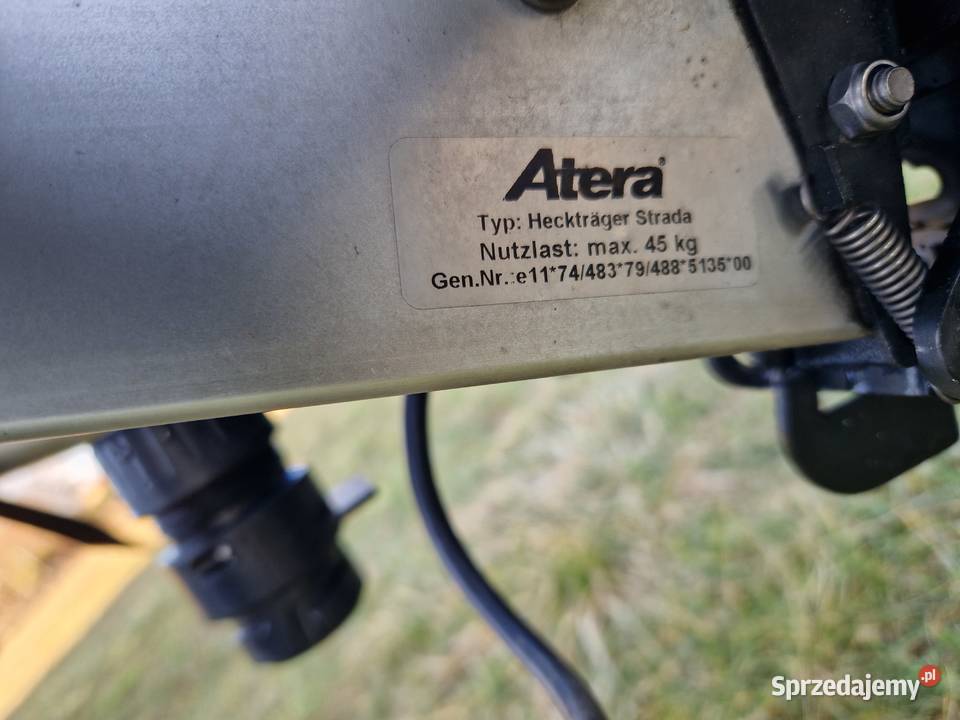 Atera®
Typ: Heckträger Strada
Nutzlast: max. 45 kg
Gen.Nr.:e11*74/483*79/488*5135*00
Sprzedajemy.pl